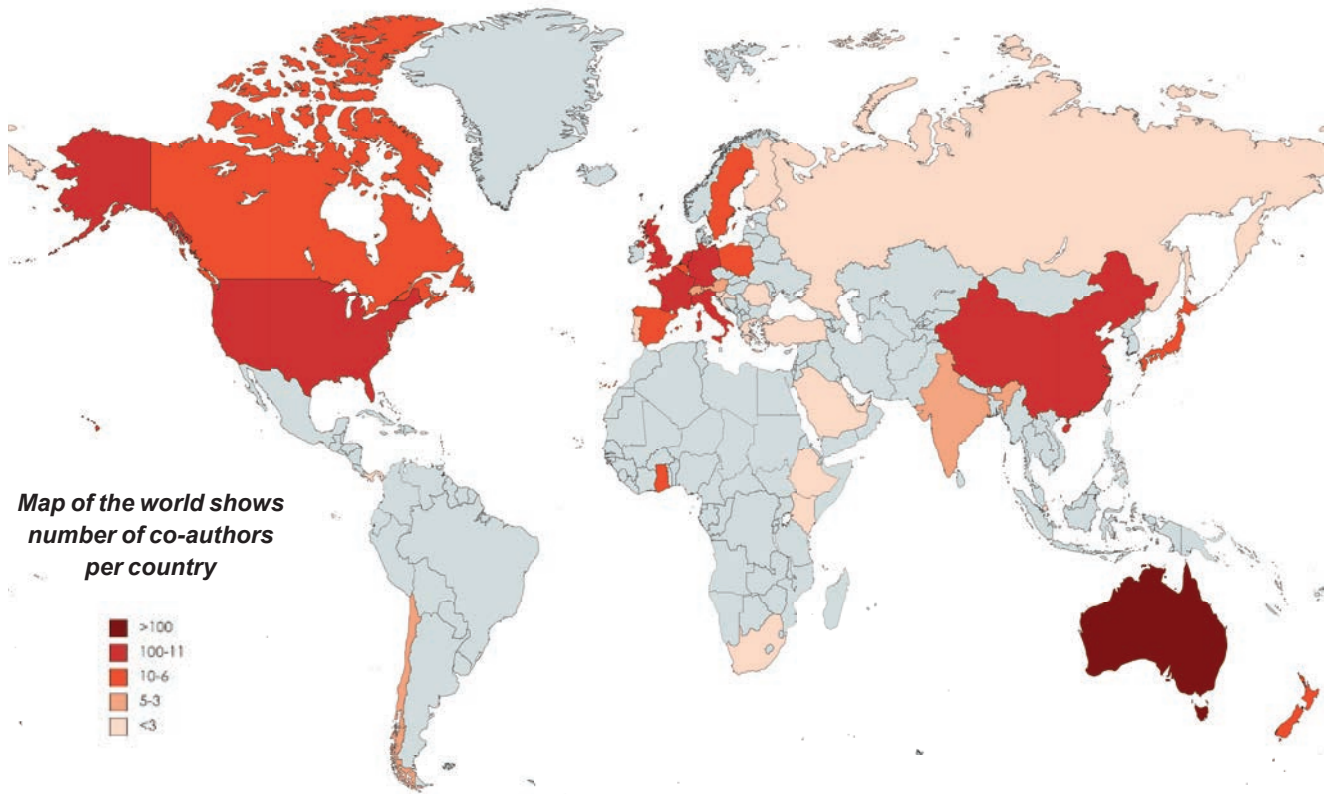 Map of the world shows
number of co-authors
per country
>100
100-11
10-6
5-3
<3